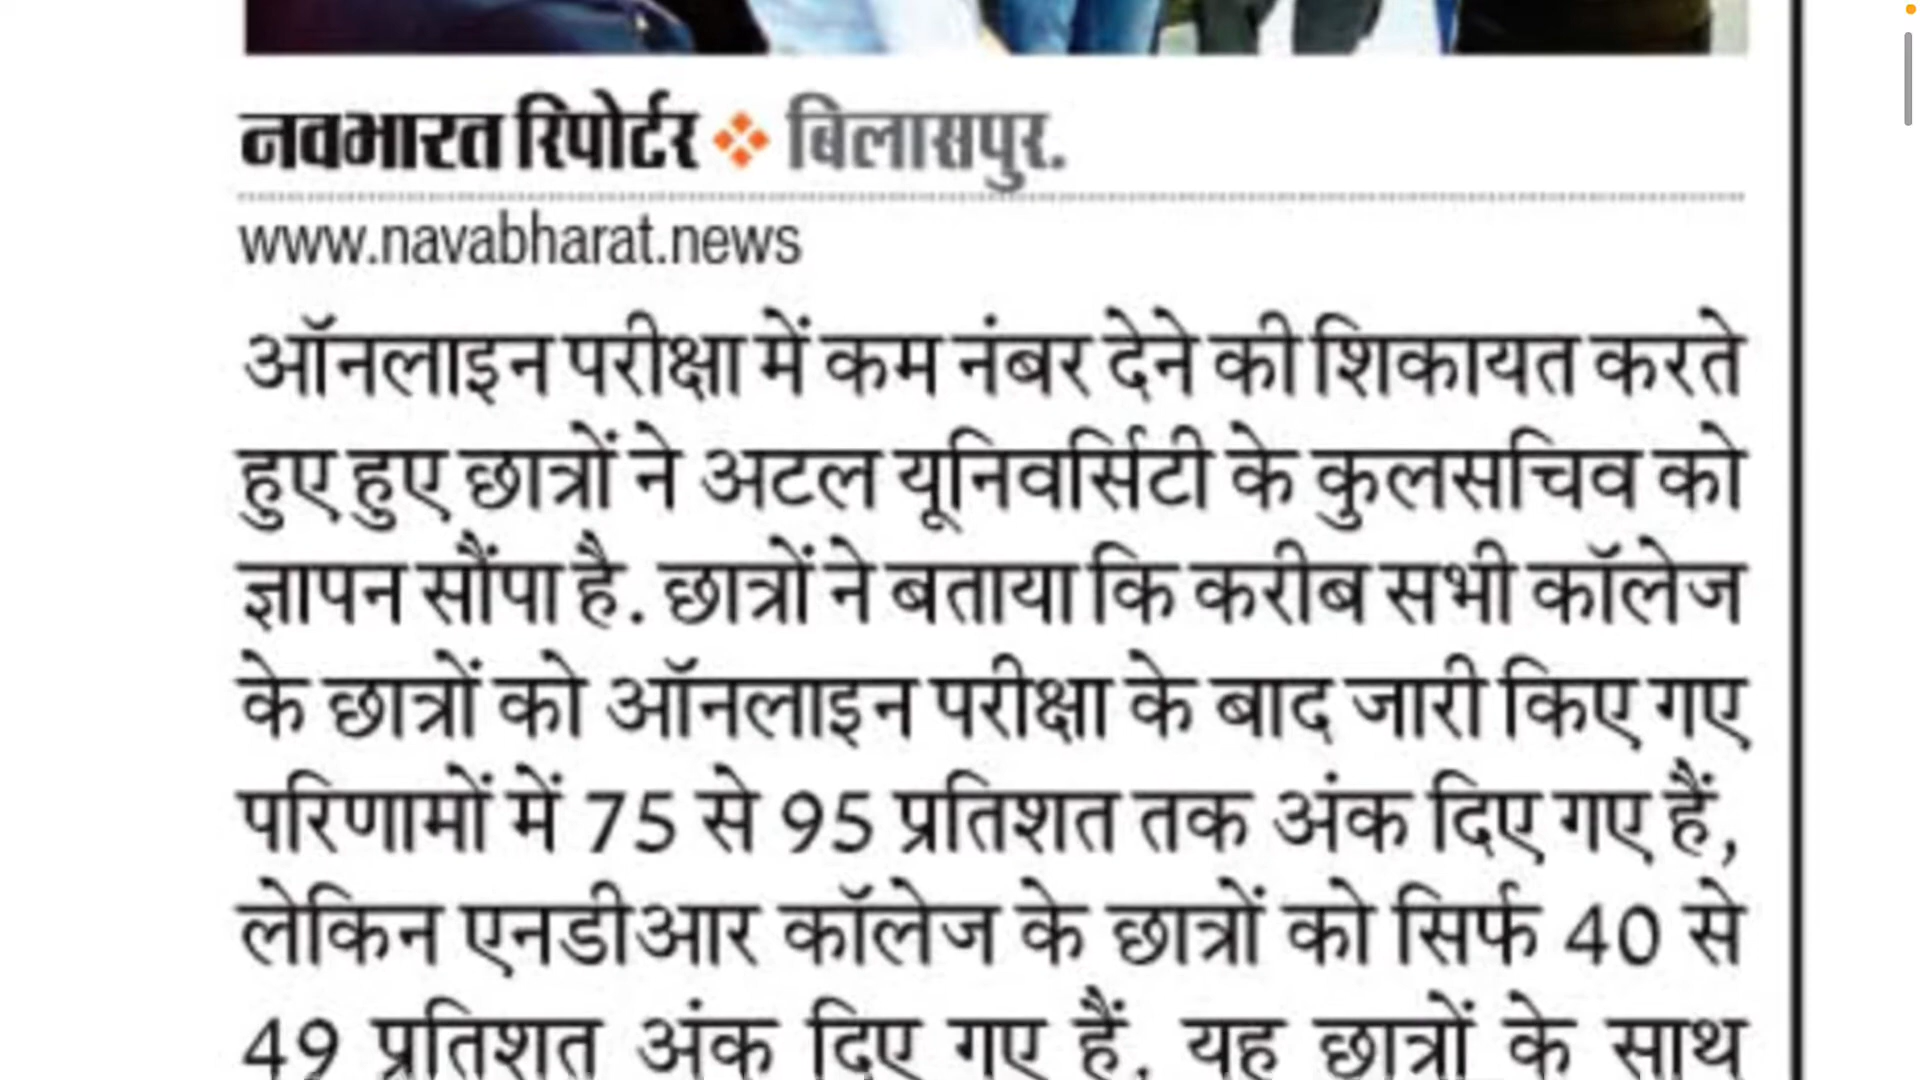 नवभारत रिपोर्टर ❖ बिलासपुर.
www.navabharat.news
ऑनलाइन परीक्षा में कम नंबर देने की शिकायत करते
हुए हुए छात्रों ने अटल यूनिवर्सिटी के कुलसचिव को
ज्ञापन सौंपा है. छात्रों ने बताया कि करीब सभी कॉलेज
के छात्रों को ऑनलाइन परीक्षा के बाद जारी किए गए
परिणामों में 75 से 95 प्रतिशत तक अंक दिए गए हैं,
लेकिन एनडीआर कॉलेज के छात्रों को सिर्फ 40 से
49 प्रतिशत अंक दिए गए हैं. यह छात्रों के साथ